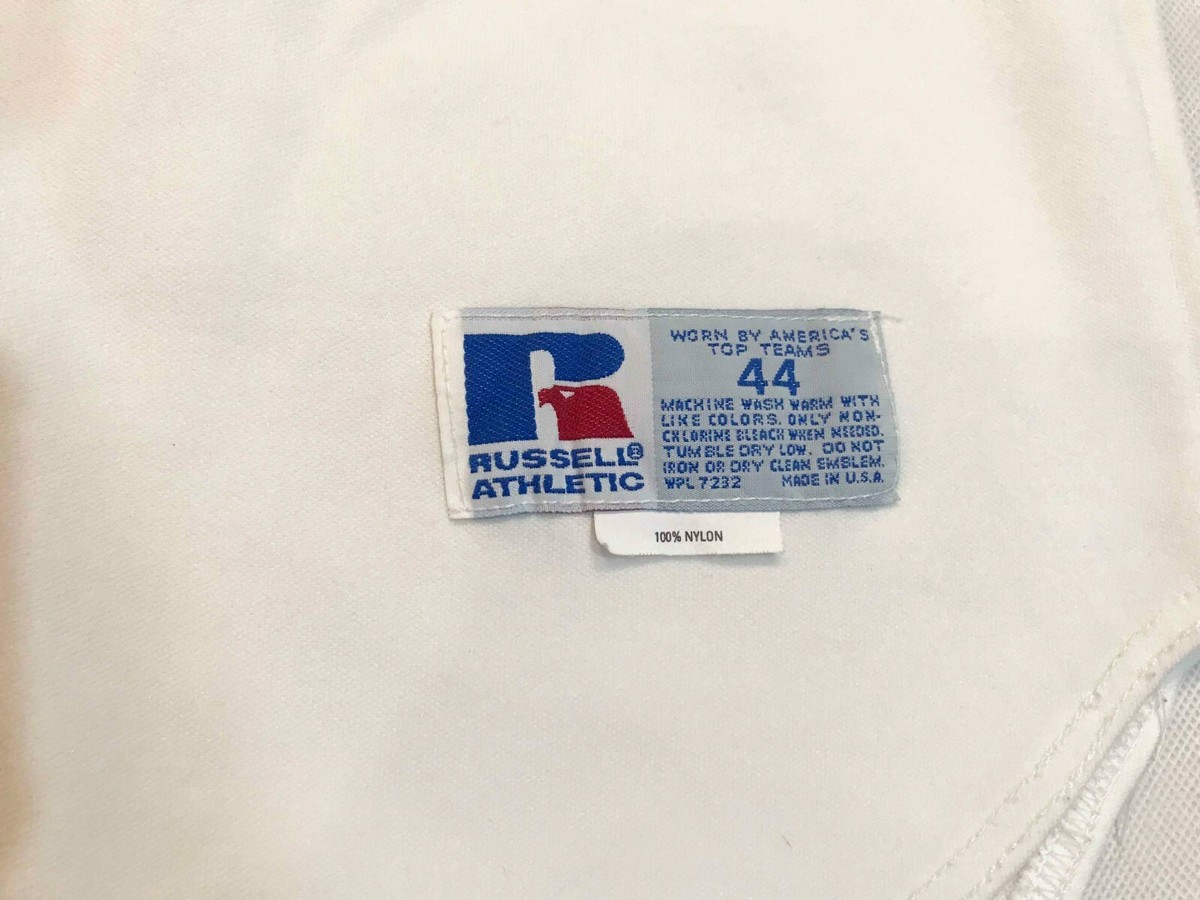 RUSSELL®
ATHLETIC
WORN BY AMERICA'S
TOP TEAMS
44
MACHINE WASH WARM WITH
LIKE COLORS. ONLY NON-
CHLORINE BLEACH WHEN NEEDED.
TUMBLE DRY LOW. DO NOT
IRON OR DRY CLEAN EMBLEM.
WPL 7232 MADE IN U.S.A.
100% NYLON